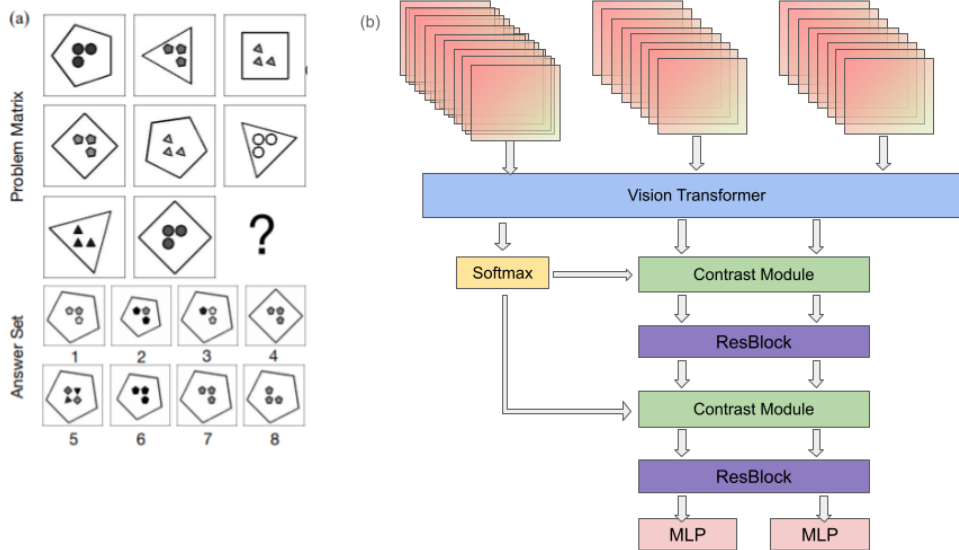 (a)
Problem Matrix
?
Answer Set
1 2 3 4
5 6 7 8
(b)
Vision Transformer
Softmax
Contrast Module
ResBlock
Contrast Module
ResBlock
MLP MLP